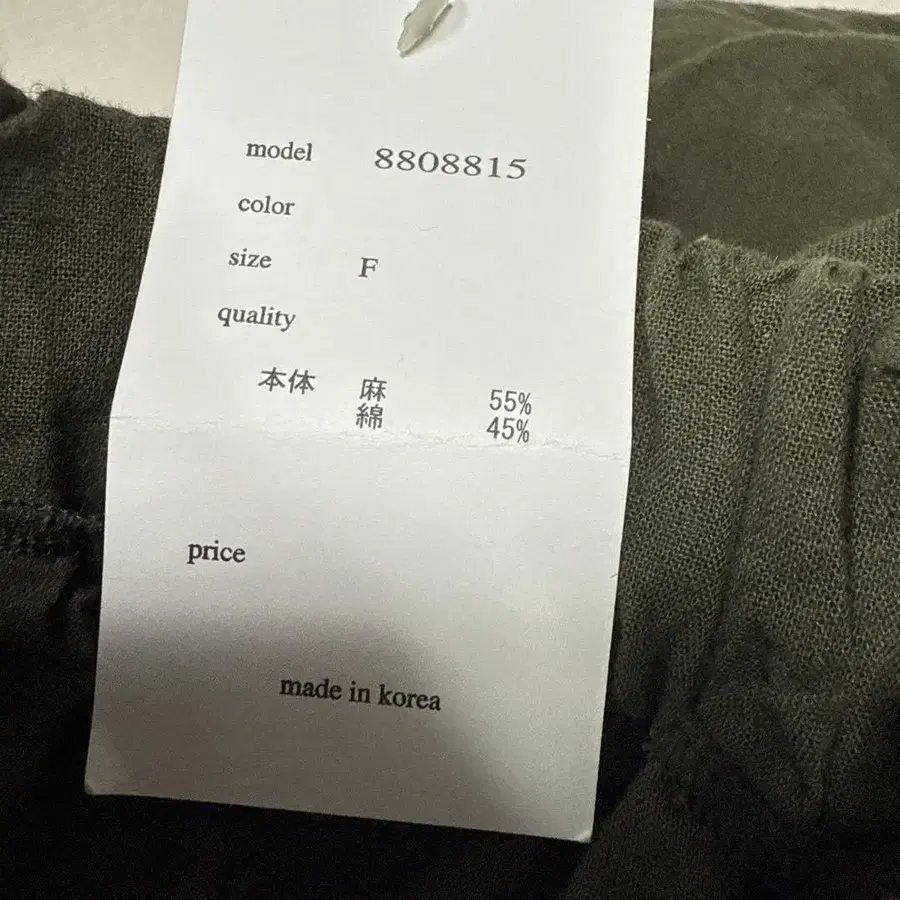 model 8808815
color
size F
quality
本体 麻 55%
綿 45%
price
made in korea